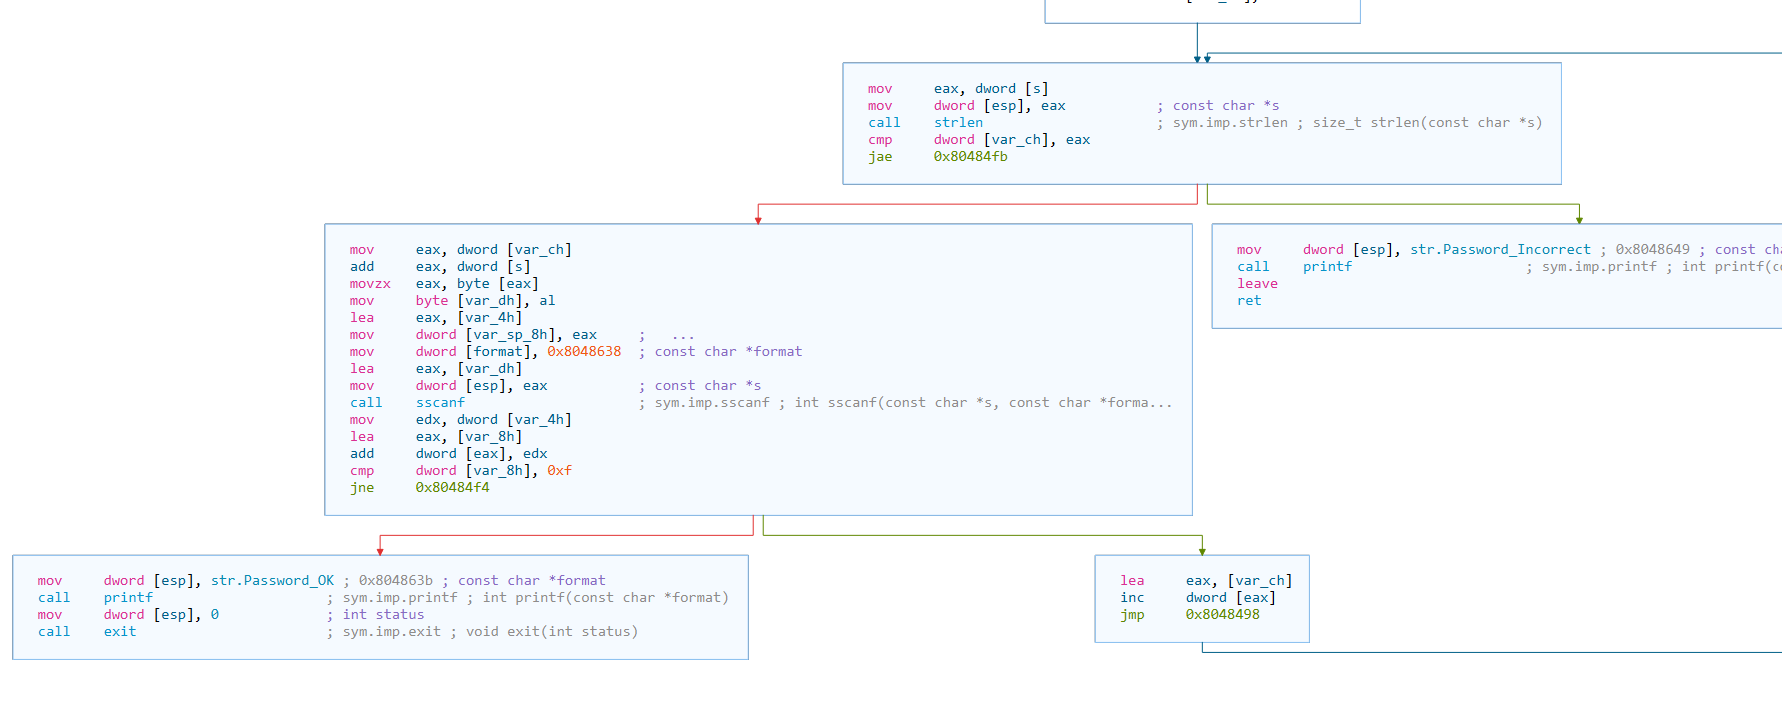 mov eax, dword [s]
mov dword [esp], eax ; const char *s
call strlen ; sym.imp.strlen ; size_t strlen(const char *s)
cmp dword [var_ch], eax
jae 0x80484fb
mov eax, dword [var_ch]
add eax, dword [s]
movzx eax, byte [eax]
mov byte [var_dh], al
lea eax, [var_4h]
mov dword [var_sp_8h], eax ; ...
mov dword [format], 0x8048638 ; const char *format
lea eax, [var_dh]
mov dword [esp], eax ; const char *s
call sscanf ; sym.imp.sscanf ; int sscanf(const char *s, const char *forma...
mov edx, dword [var_4h]
lea eax, [var_8h]
add dword [eax], edx
cmp dword [var_8h], 0xf
jne 0x80484f4
mov dword [esp], str.Password_Incorrect ; 0x8048649 ; const
call printf ; sym.imp.printf ; int printf(
leave
ret
mov dword [esp], str.Password_OK ; 0x804863b ; const char *format
call printf ; sym.imp.printf ; int printf(const char *format)
mov dword [esp], 0 ; int status
call exit ; sym.imp.exit ; void exit(int status)
lea eax, [var_ch]
inc dword [eax]
jmp 0x8048498